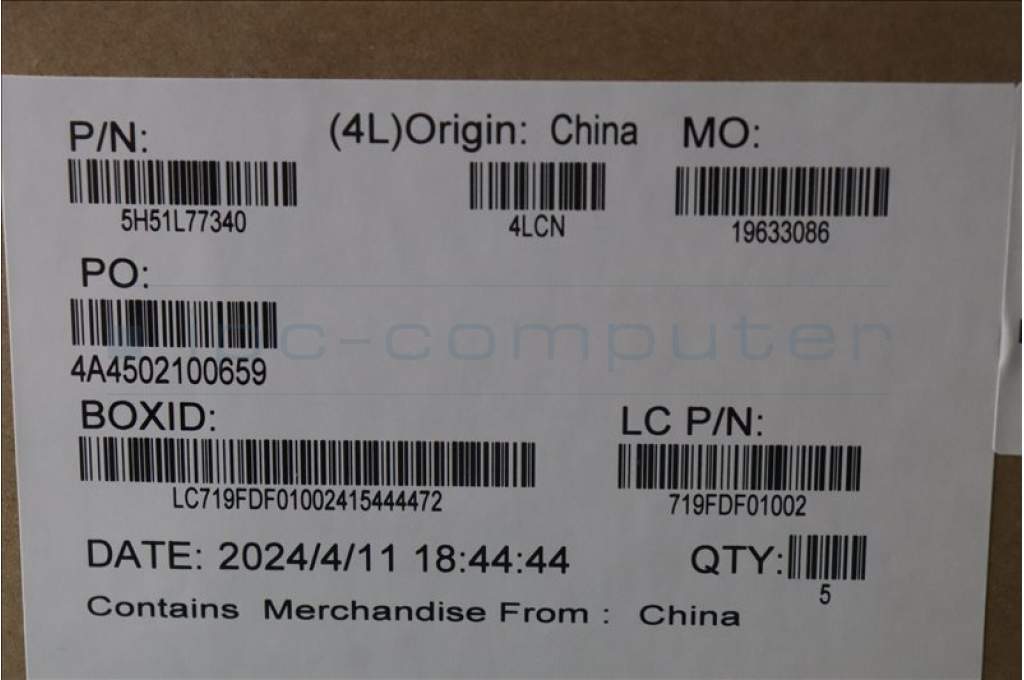 P/N: (4L)Origin: China MO:
5H51L77340 4LCN 19633086
PO:
4A4502100659
BOXID: LC P/N:
LC719FDF01002415444472 719FDF01002
DATE: 2024/4/11 18:44:44 QTY:
5
Contains Merchandise From : China